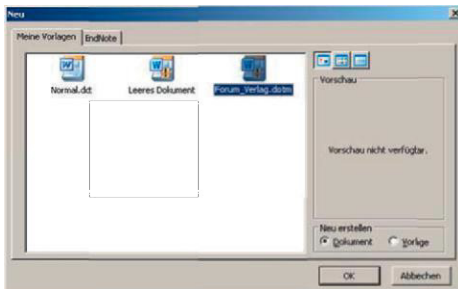 Neu
Meine Vorlagen EndNote
Normal.dot Leeres Dokument Forum_Verlag.dotm
Vorschau
Vorschau nicht verfügbar.
Neu erstellen
Dokument Vorlage
OK Abbechen